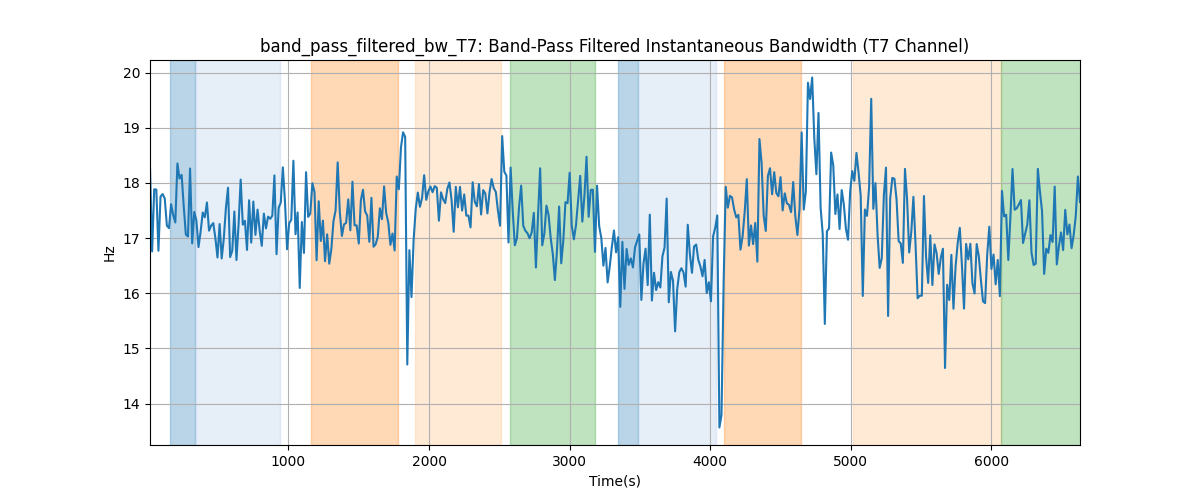 band_pass_filtered_bw_T7: Band-Pass Filtered Instantaneous Bandwidth (T7 Channel)
20
19
18
17
16
15
14
Hz
1000 2000 3000 4000 5000 6000
Time(s)